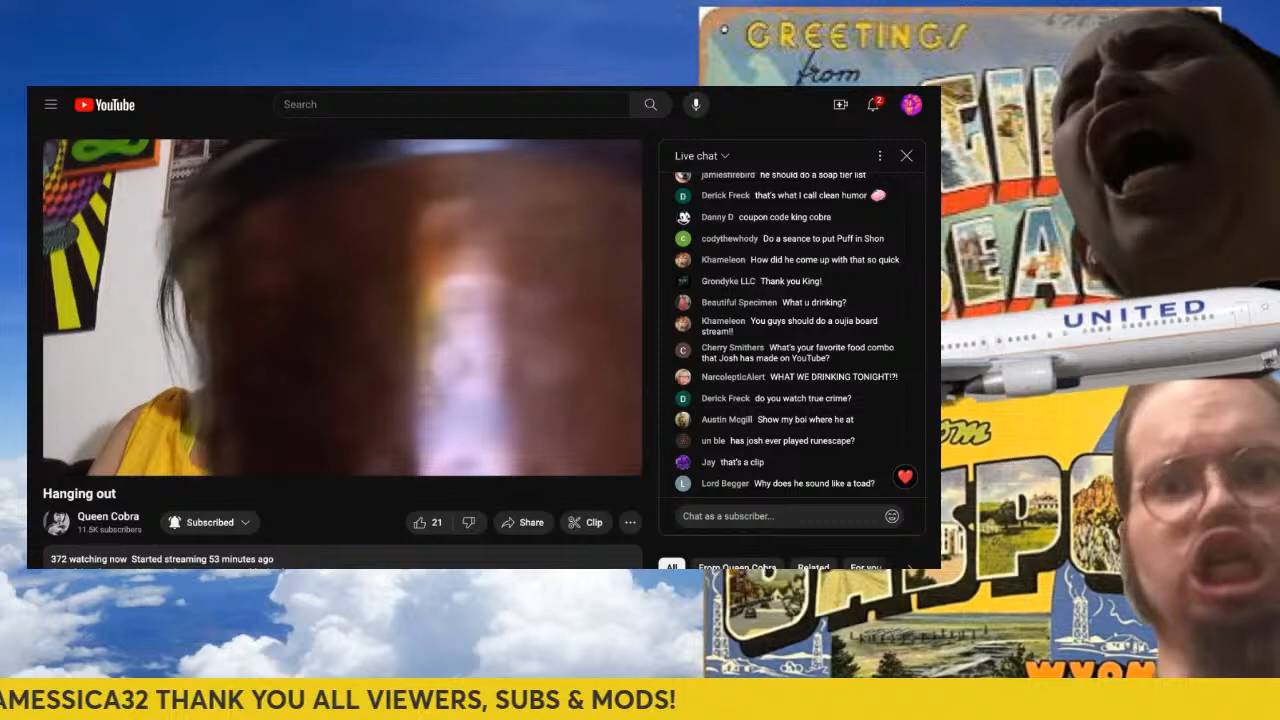 GREETINGS
from
YouTube
Search
2
Live chat
jamiesfirebird he should do a soap tier list
Derick Freck that's what I call clean humor
Danny D coupon code king cobra
codythewhody Do a seance to put Puff in Shon
Khameleon How did he come up with that so quick
Grondyke LLC Thank you King!
Beautiful Specimen What u drinking?
Khameleon You guys should do a oujia board
stream!!
Cherry Smithers What's your favorite food combo
that Josh has made on YouTube?
NarcolepticAlert WHAT WE DRINKING TONIGHT!?!
Derick Freck do you watch true crime?
Austin Mcgill Show my boi where he at
un ble has josh ever played runescape?
Jay that's a clip
Lord Begger Why does he sound like a toad?
Chat as a subscriber...
UNITED
Hanging out
Queen Cobra
11.5K subscribers
Subscribed
21
Share
Clip
372 watching now Started streaming 53 minutes ago
All
From Queen Cobra
Related
For you
AMESSICA32 THANK YOU ALL VIEWERS, SUBS & MODS!